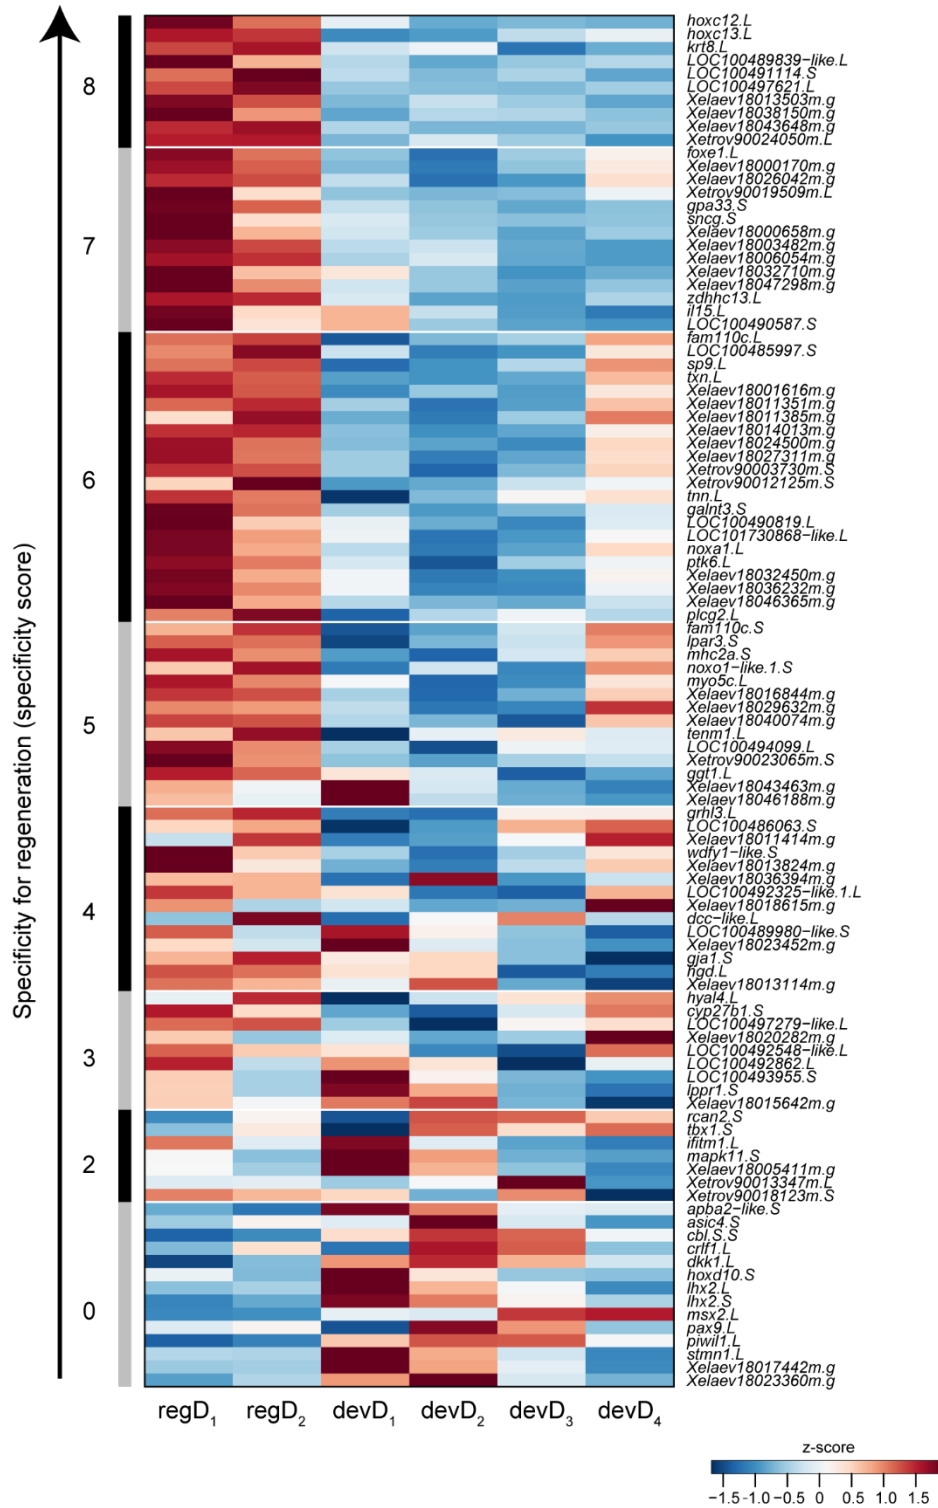 Specificity for regeneration (specificity score)
8
hoxc12.L
hoxc13.L
krt8.L
LOC100489839-like.L
LOC100491114.S
LOC100497621.L
Xelaev18013503m.g
Xelaev18038150m.g
Xelaev18043648m.g
Xetrov90024050m.L
7
foxe1.L
Xelaev18000170m.g
Xelaev18026042m.g
Xetrov90019509m.L
gpa33.S
sncg.S
Xelaev18000658m.g
Xelaev18003482m.g
Xelaev18006054m.g
Xelaev18032710m.g
Xelaev18047298m.g
zdhhc13.L
il15.L
LOC100490587.S
6
fam110c.L
LOC100485997.S
sp9.L
txn.L
Xelaev18001616m.g
Xelaev18011351m.g
Xelaev18011385m.g
Xelaev18014013m.g
Xelaev18024500m.g
Xelaev18027311m.g
Xetrov90003730m.S
Xetrov90012125m.S
tnn.L
galnt3.S
LOC100490819.L
LOC101730868-like.L
noxa1.L
ptk6.L
Xelaev18032450m.g
Xelaev18036232m.g
Xelaev18046365m.g
plcg2.L
5
fam110c.S
lpar3.S
mhc2a.S
noxo1-like.1.S
myo5c.L
Xelaev18016844m.g
Xelaev18029632m.g
Xelaev18040074m.g
tenm1.L
LOC100494099.L
Xetrov90023065m.S
ggt1.L
Xelaev18043463m.g
Xelaev18046188m.g
4
grhl3.L
LOC100486063.S
Xelaev18011414m.g
wdfy1-like.S
Xelaev18013824m.g
Xelaev18036394m.g
LOC100492325-like.1.L
Xelaev18018615m.g
dcc-like.L
LOC100489980-like.S
Xelaev18023452m.g
gja1.S
hgd.L
Xelaev18013114m.g
3
hyal4.L
cyp27b1.S
LOC100497279-like.L
Xelaev18020282m.g
LOC100492548-like.L
LOC100492862.L
LOC100493955.S
lppr1.S
Xelaev18015642m.g
2
rcan2.S
tbx1.S
ifitm1.L
mapk11.S
Xelaev18005411m.g
Xetrov90013347m.L
Xetrov90018123m.S
0
apba2-like.S
asic4.S
cbl.S.S
crlf1.L
dkk1.L
hoxd10.S
lhx2.L
lhx2.S
msx2.L
pax9.L
piwil1.L
stmn1.L
Xelaev18017442m.g
Xelaev18023360m.g
regD1 regD2 devD1 devD2 devD3 devD4
z-score
−1.5 -1.0 −0.5 0 0.5 1.0 1.5